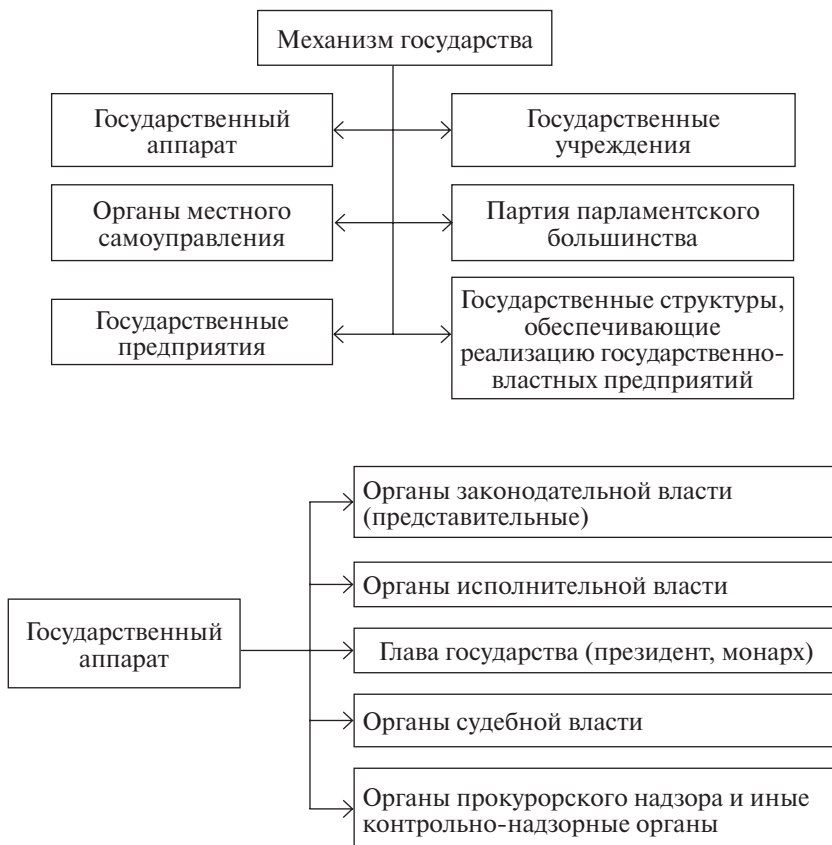 Механизм государства
Государственный
аппарат
Государственные
учреждения
Органы местного
самоуправления
Партия парламентского
большинства
Государственные
предприятия
Государственные структуры,
обеспечивающие
реализацию государственно-
властных предприятий
Государственный
аппарат
Органы законодательной власти
(представительные)
Органы исполнительной власти
Глава государства (президент, монарх)
Органы судебной власти
Органы прокурорского надзора и иные
контрольно-надзорные органы